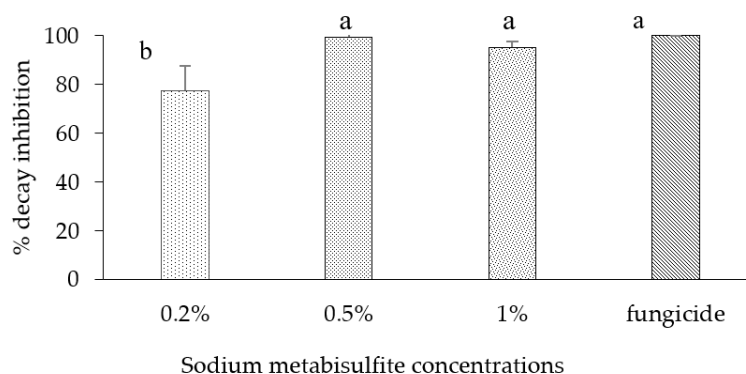 a
a
a
b
100
80
60
40
20
0
% decay inhibition
0.2%
0.5%
1%
fungicide
Sodium metabisulfite concentrations